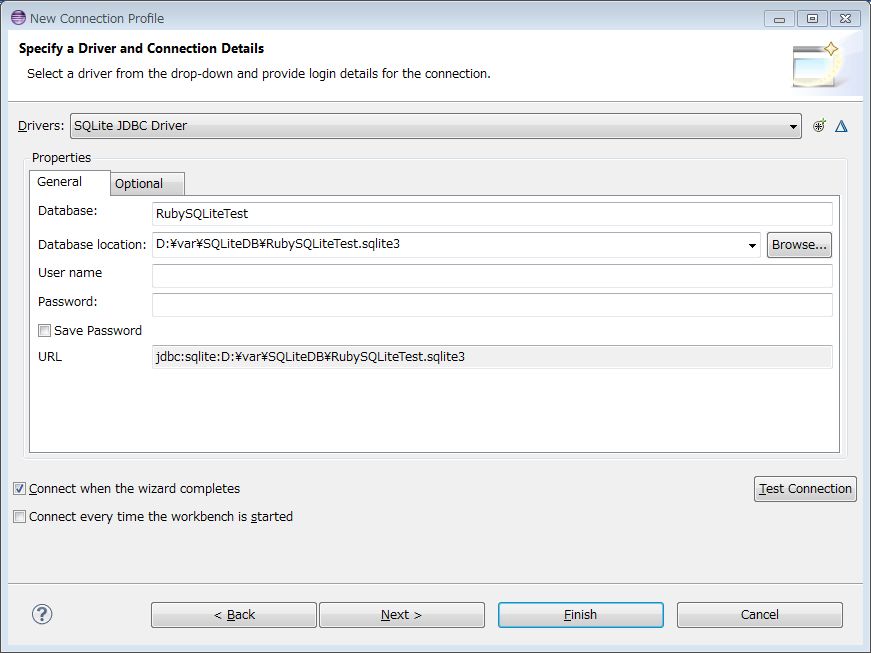 New Connection Profile
Specify a Driver and Connection Details
Select a driver from the drop-down and provide login details for the connection.
Drivers: SQLite JDBC Driver
Properties
General Optional
Database: RubySQLiteTest
Database location: D:¥var¥SQLiteDB¥RubySQLiteTest.sqlite3 Browse...
User name
Password:
Save Password
URL jdbc:sqlite:D:¥var¥SQLiteDB¥RubySQLiteTest.sqlite3
Connect when the wizard completes Test Connection
Connect every time the workbench is started
? < Back Next > Finish Cancel